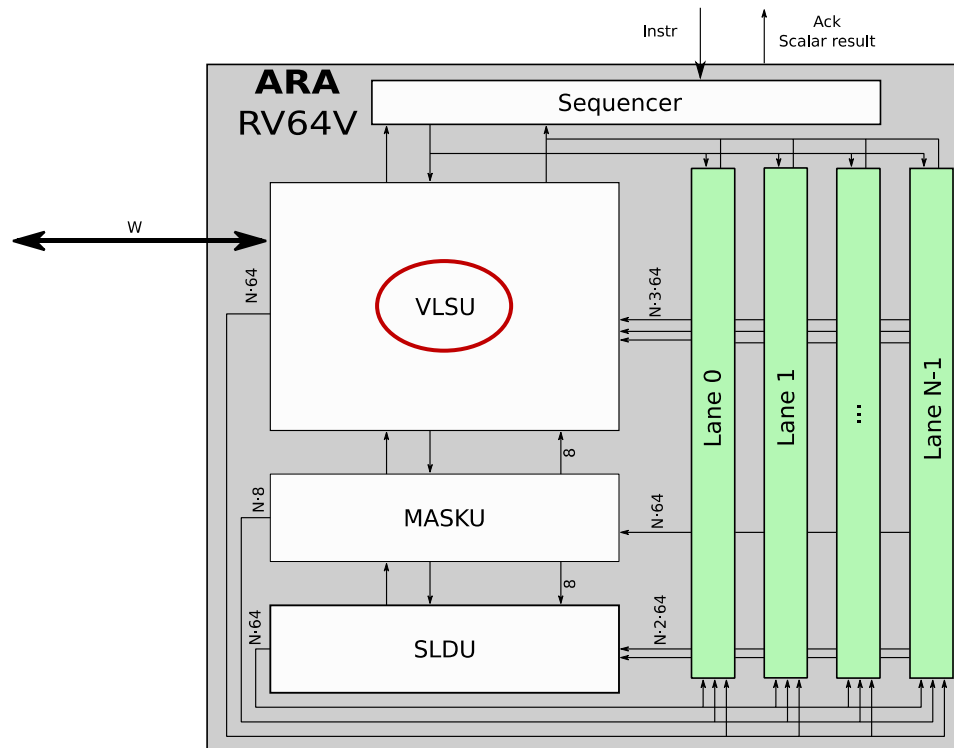 Instr
Ack
Scalar result
ARA
RV64V
Sequencer
W
N·64
VLSU
N·3·64
Lane 0
Lane 1
...
Lane N-1
8
N·8
MASKU
N·64
8
N·64
SLDU
N·2·64